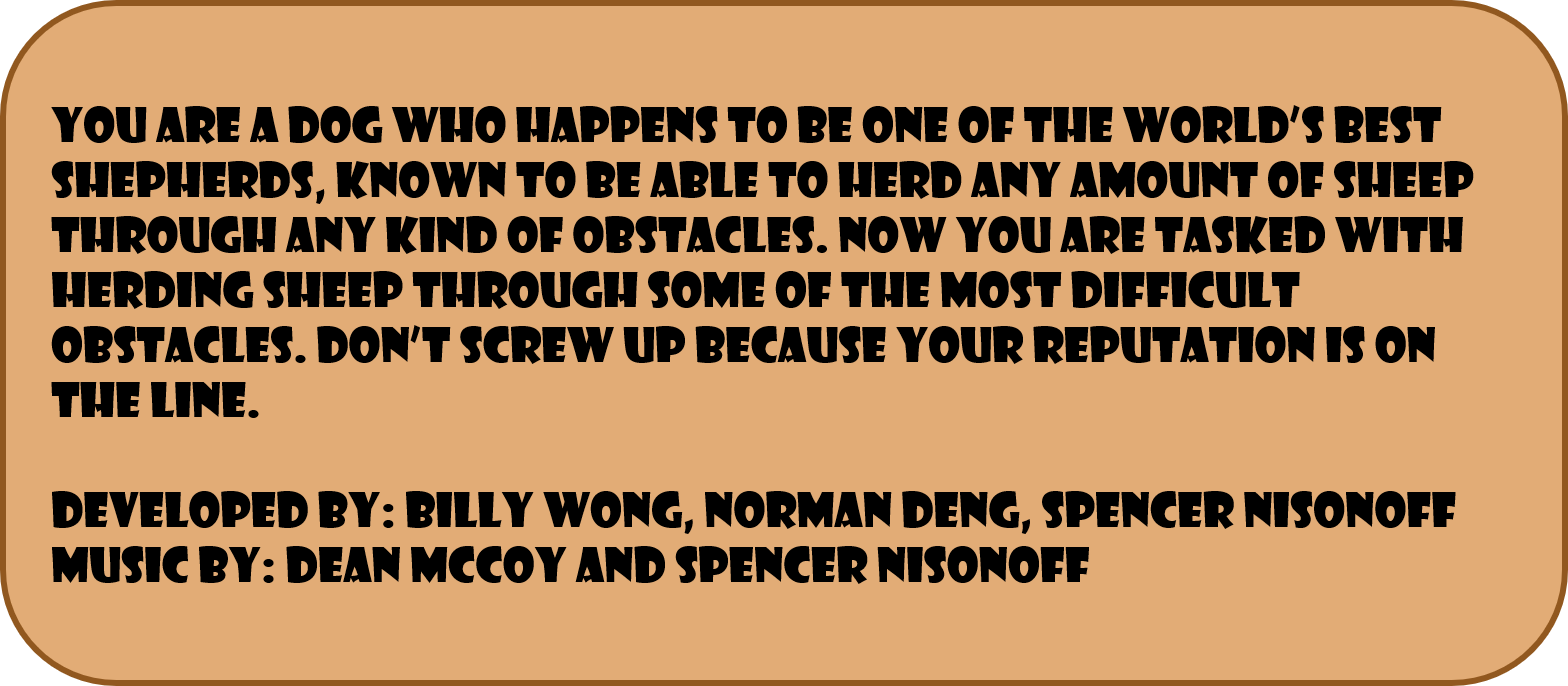 YOU ARE A DOG WHO HAPPENS TO BE ONE OF THE WORLD'S BEST
SHEPHERDS, KNOWN TO BE ABLE TO HERD ANY AMOUNT OF SHEEP
THROUGH ANY KIND OF OBSTACLES. NOW YOU ARE TASKED WITH
HERDING SHEEP THROUGH SOME OF THE MOST DIFFICULT
OBSTACLES. DON'T SCREW UP BECAUSE YOUR REPUTATION IS ON
THE LINE.
DEVELOPED BY: BILLY WONG, NORMAN DENG, SPENCER NISONOFF
MUSIC BY: DEAN MCCOY AND SPENCER NISONOFF